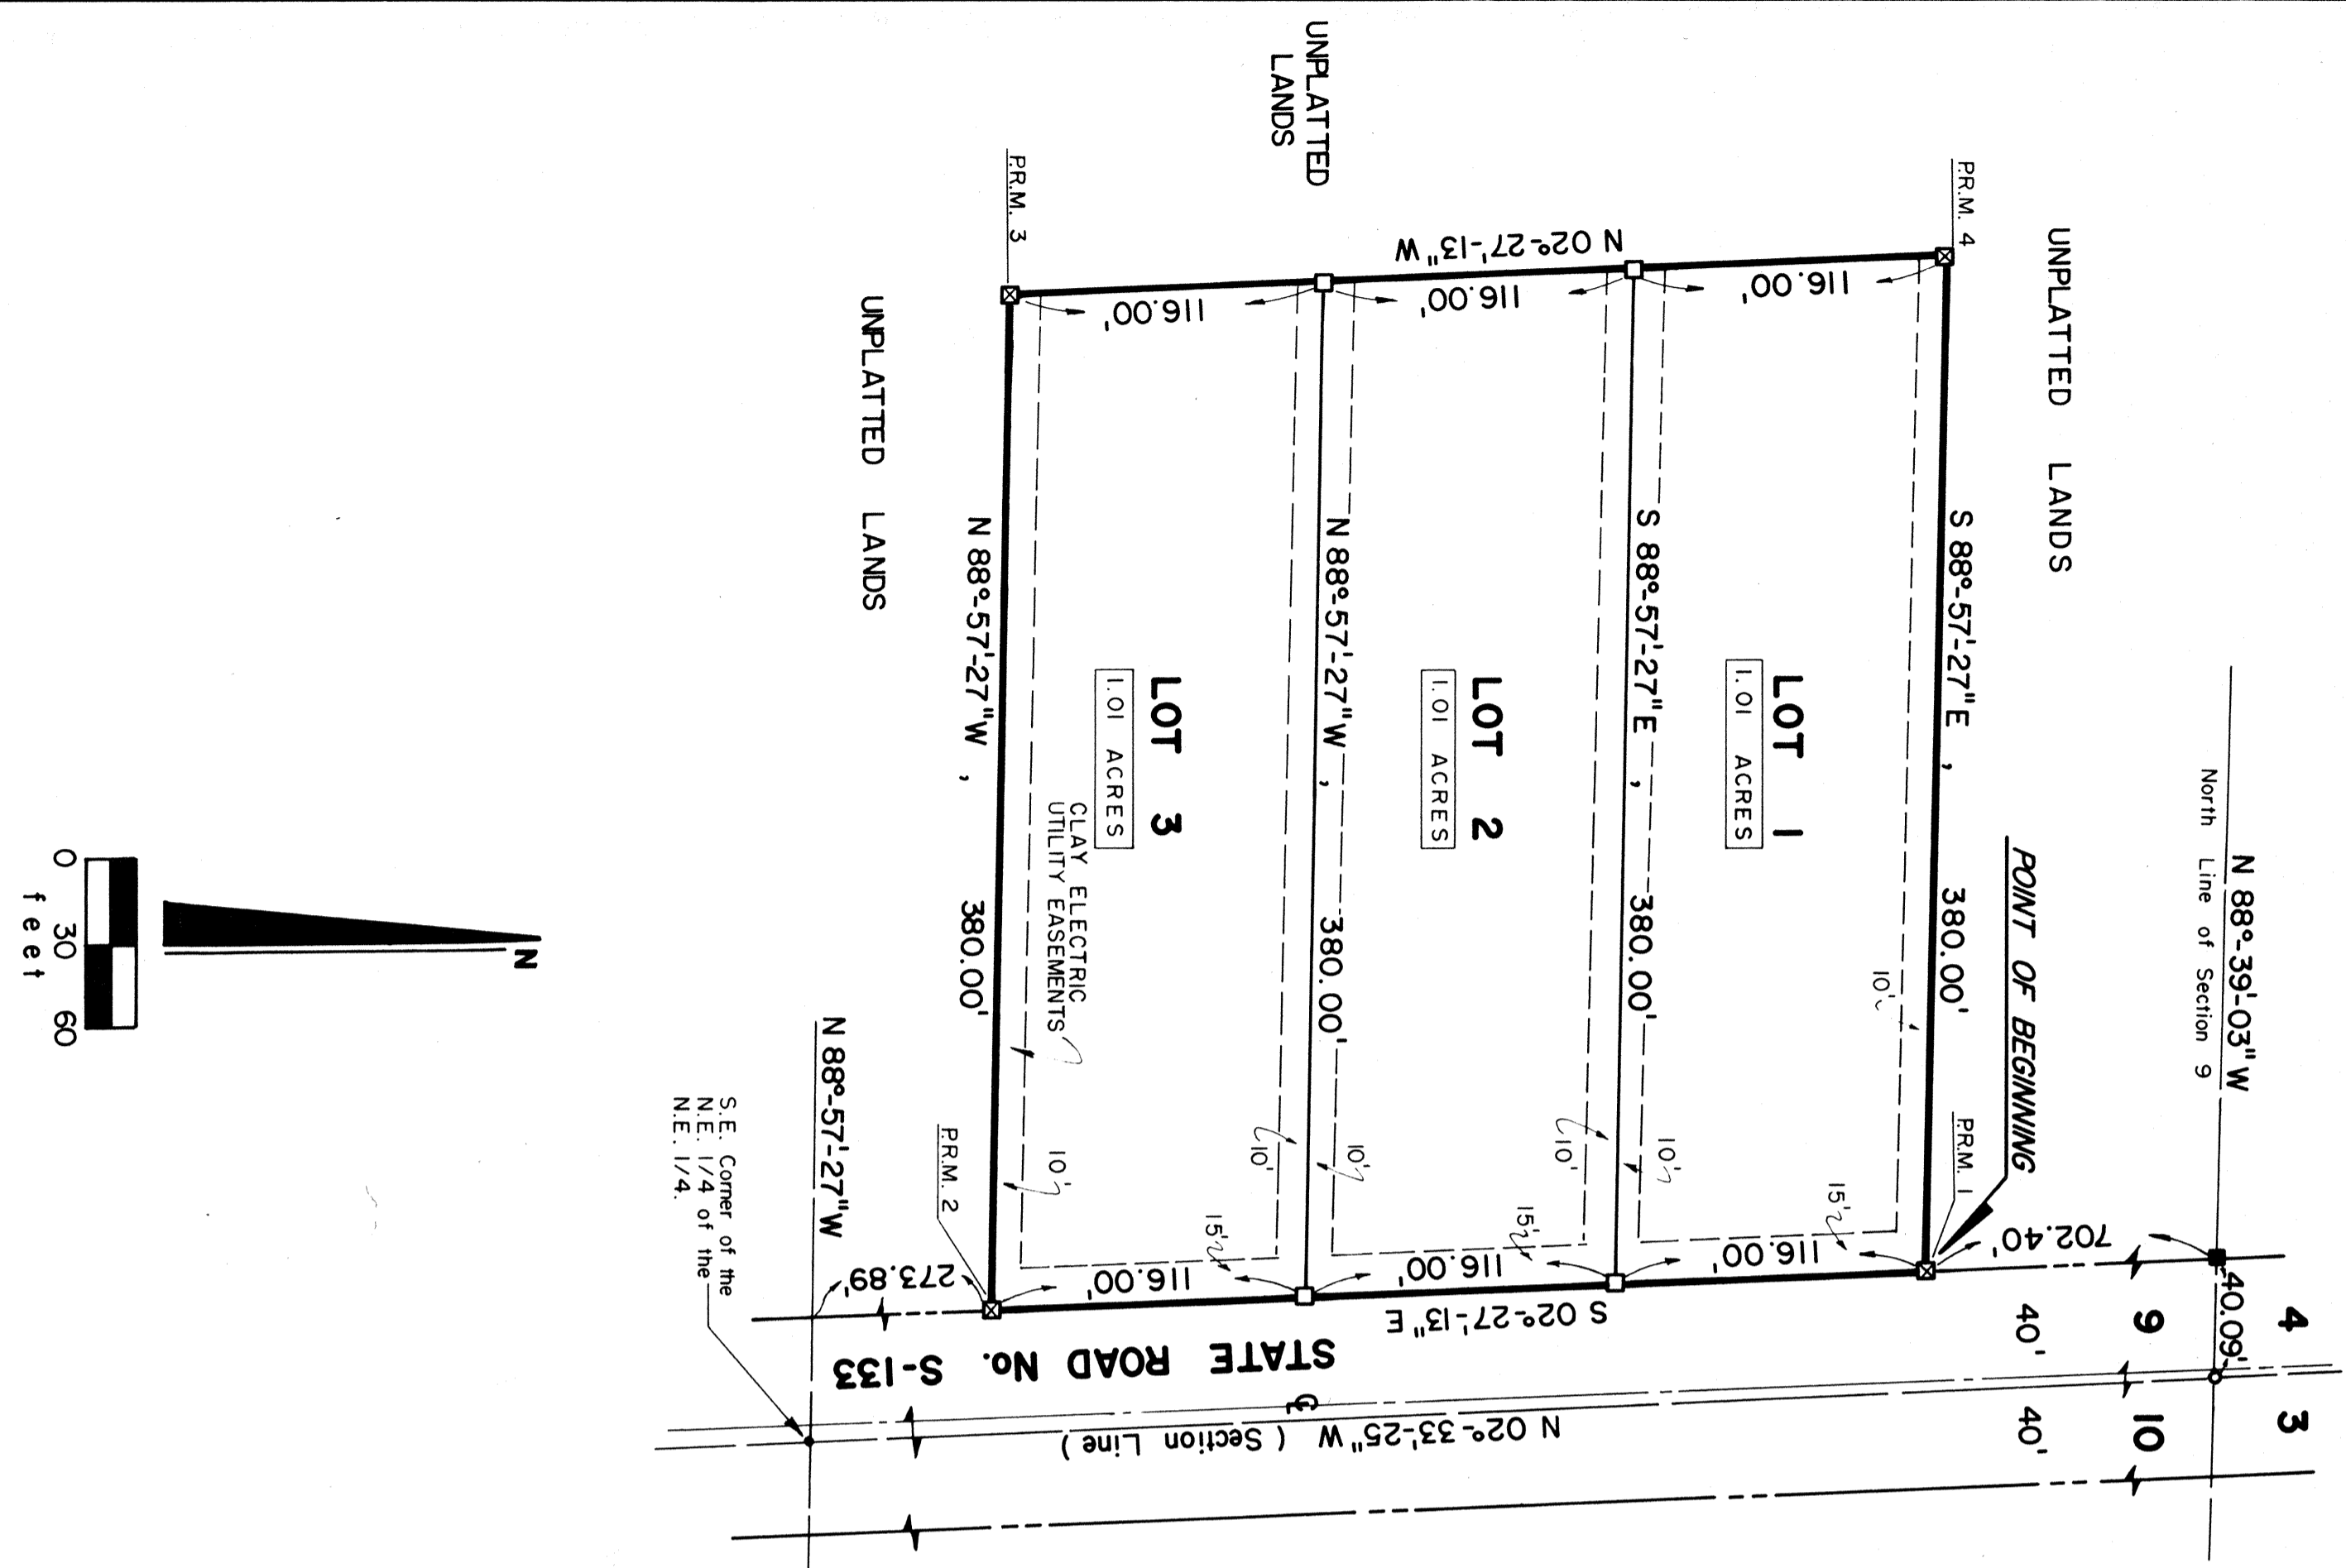 N 88°-39'-03" W
North Line of Section 9
4
3
40.09'
9
10
40'
40'
702.40'
POINT OF BEGINNING
P.R.M. 1
UNPLATTED LANDS
P.R.M. 4
S 88°-57'-27"E , 380.00'
10'
15'
116.00'
116.00'
LOT 1
1.01 ACRES
S 88°-57'-27"E , 380.00'
10'
10'
15'
116.00'
116.00'
LOT 2
1.01 ACRES
N 02°-27'-13" W
S 02°-27'-13" E
UNPLATTED
LANDS
N 88°-57'-27"W , 380.00'
10'
10'
15'
116.00'
116.00'
LOT 3
1.01 ACRES
CLAY ELECTRIC
UTILITY EASEMENTS
10'
N 88°-57'-27"W , 380.00'
P.R.M. 3
P.R.M. 2
UNPLATTED LANDS
STATE ROAD No. S-133
N 02°-33'-25" W ( Section Line )
273.89'
N 88°-57'-27"W
S.E. Corner of the
N.E. 1/4 of the
N.E. 1/4.
N
0 30 60
feet